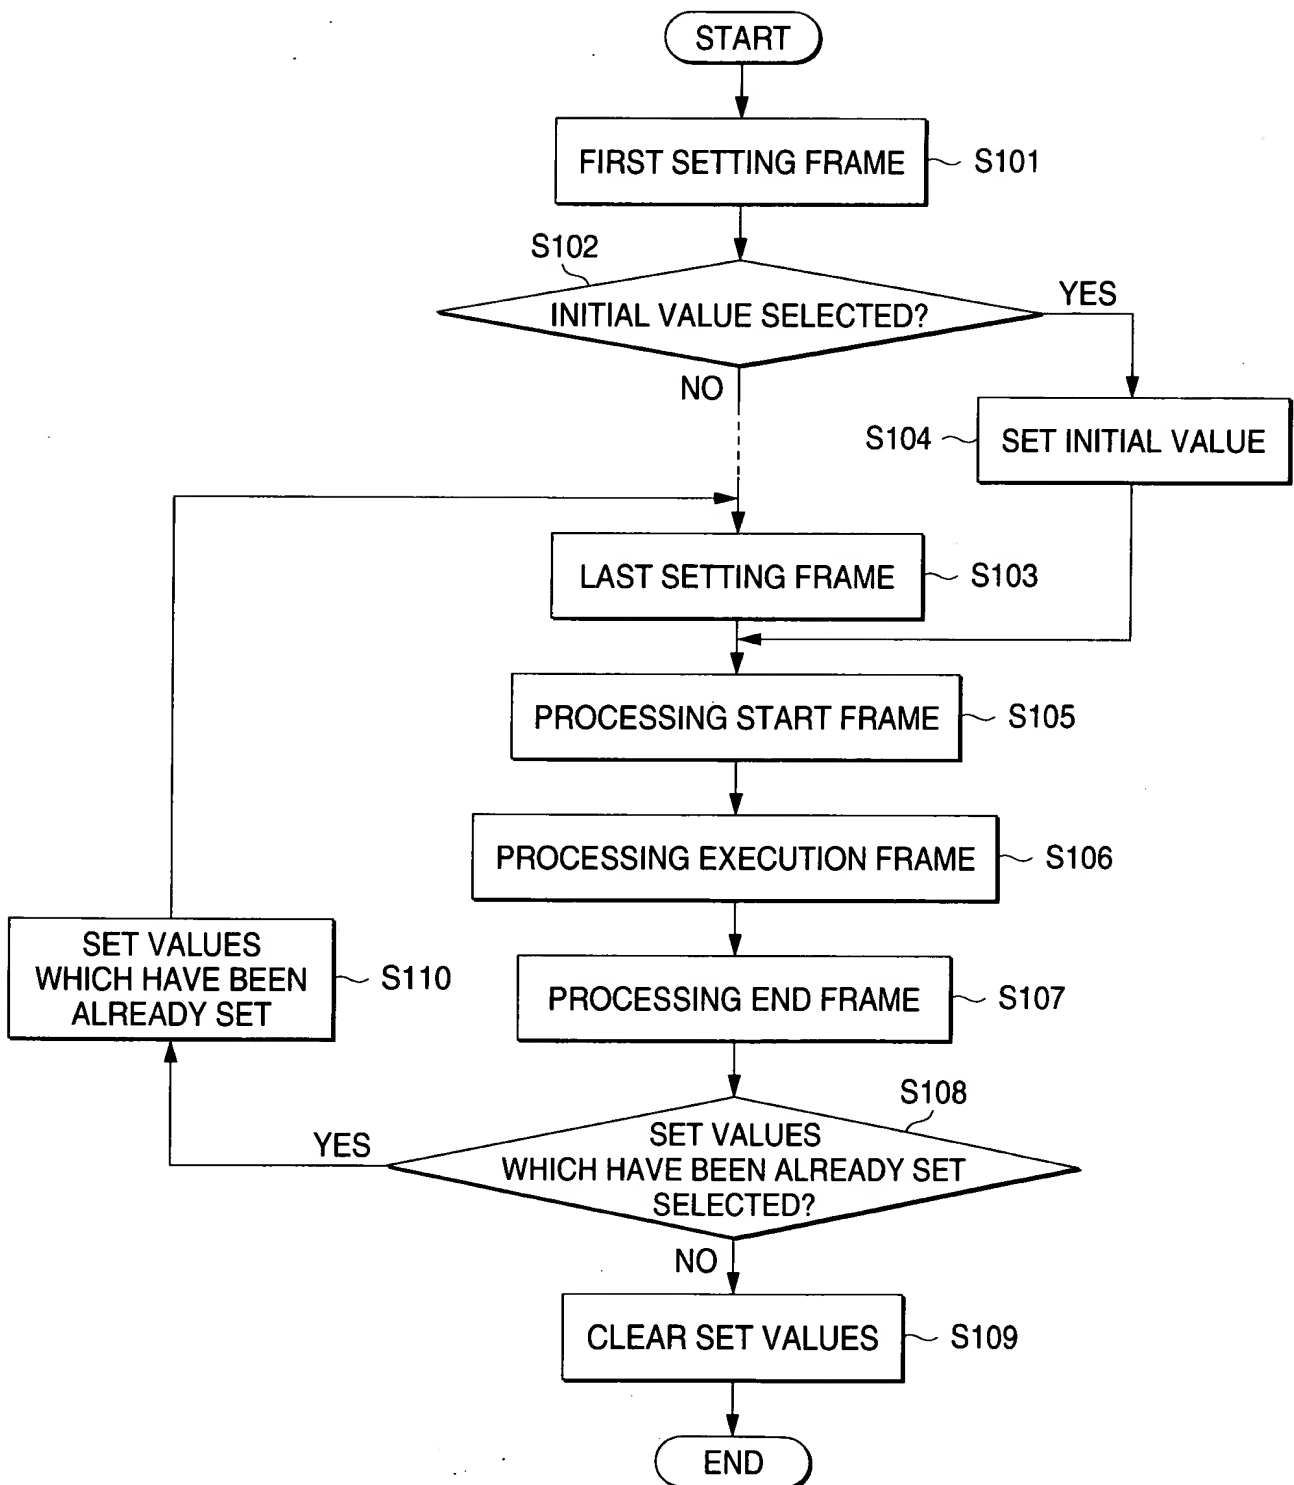 START
FIRST SETTING FRAME
S101
S102
INITIAL VALUE SELECTED?
YES
NO
S104
SET INITIAL VALUE
LAST SETTING FRAME
S103
PROCESSING START FRAME
S105
PROCESSING EXECUTION FRAME
S106
SET VALUES
WHICH HAVE BEEN
ALREADY SET
S110
PROCESSING END FRAME
S107
S108
YES
SET VALUES
WHICH HAVE BEEN ALREADY SET
SELECTED?
NO
CLEAR SET VALUES
S109
END